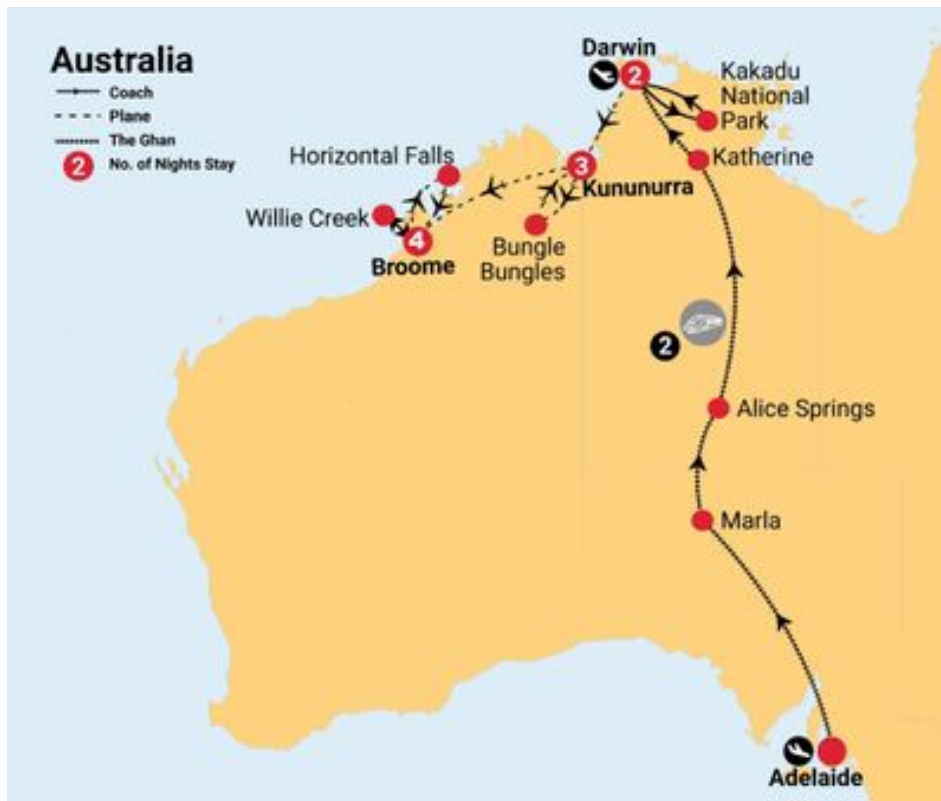 Australia
Coach
Plane
The Ghan
2 No. of Nights Stay
Darwin
2
Kakadu
National
Park
Katherine
Horizontal Falls
3
Kununurra
Willie Creek
4
Broome
Bungle
Bungles
2
Alice Springs
Marla
Adelaide